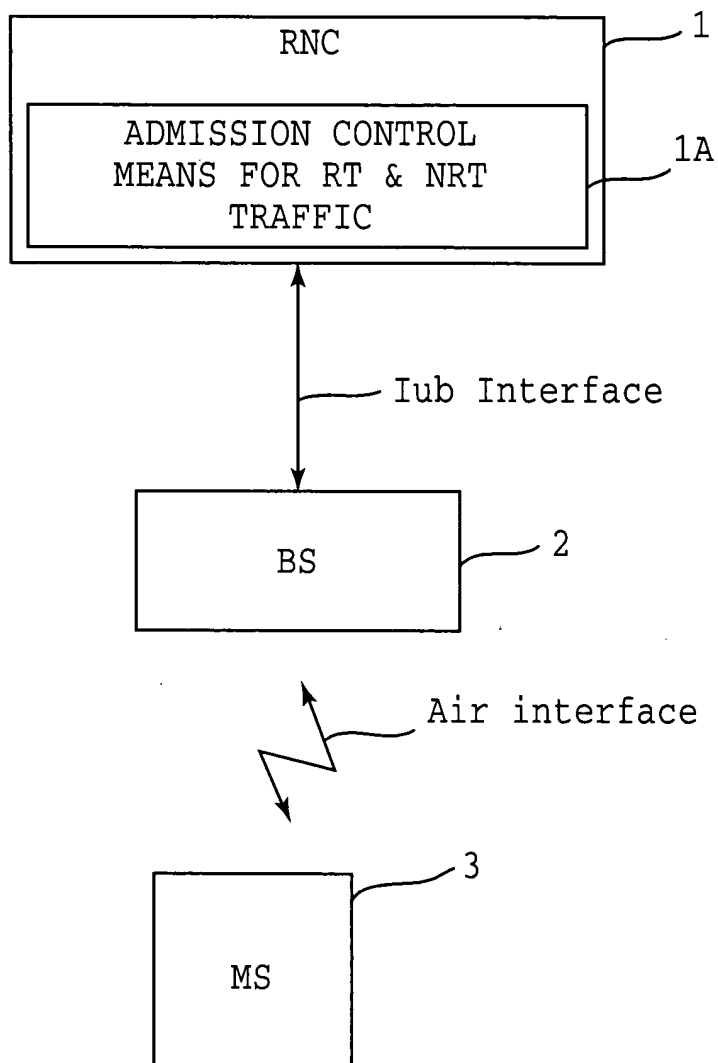 RNC
1
ADMISSION CONTROL
MEANS FOR RT & NRT
TRAFFIC
1A
Iub Interface
BS
2
Air interface
3
MS